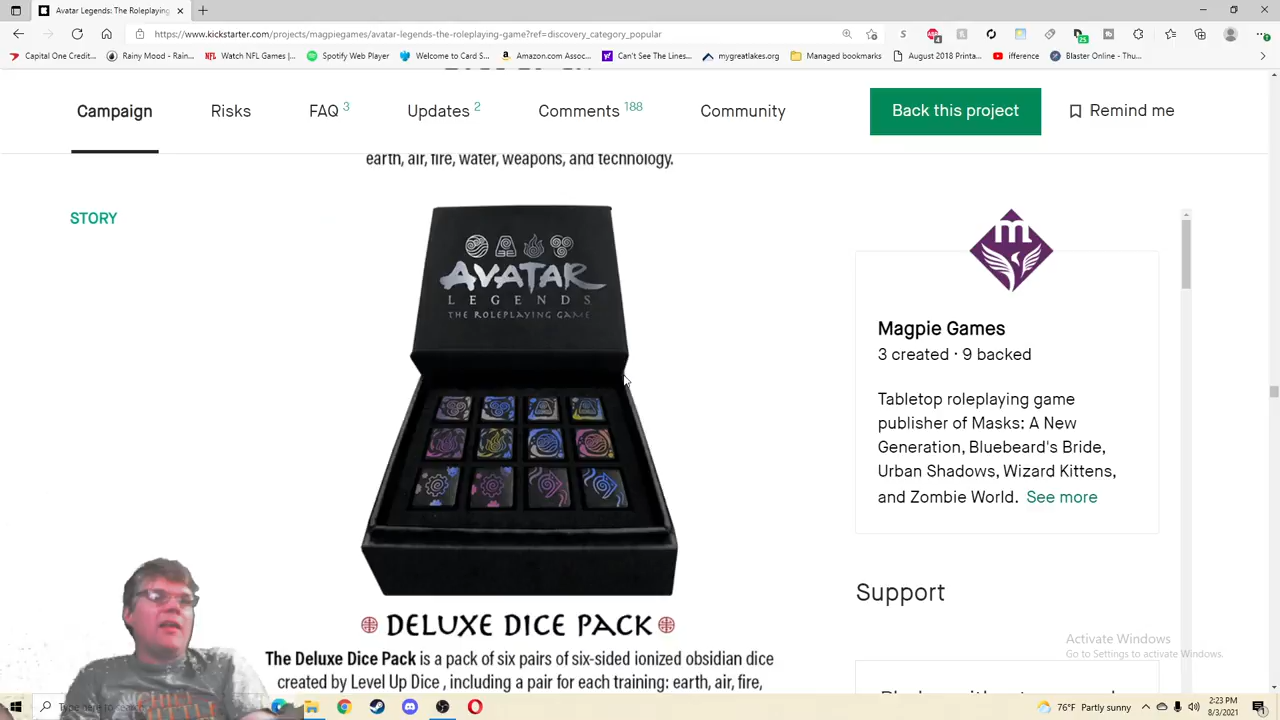 Avatar Legends: The Roleplaying
https://www.kickstarter.com/projects/magpiegames/avatar-legends-the-roleplaying-game?ref=discovery_category_popular
Capital One Credit...
Rainy Mood - Rain...
Watch NFL Games |...
Spotify Web Player
Welcome to Card S...
Amazon.com Assoc...
Can't See The Lines...
mygreatlakes.org
Managed bookmarks
August 2018 Printa...
ifference
Blaster Online - Thu...
Campaign
Risks
FAQ 3
Updates 2
Comments 188
Community
Back this project
Remind me
earth, air, fire, water, weapons, and technology.
STORY
AVATAR
LEGENDS
THE ROLEPLAYING GAME
DELUXE DICE PACK
The Deluxe Dice Pack is a pack of six pairs of six-sided ionized obsidian dice
created by Level Up Dice , including a pair for each training: earth, air, fire,
m
Magpie Games
3 created · 9 backed
Tabletop roleplaying game
publisher of Masks: A New
Generation, Bluebeard's Bride,
Urban Shadows, Wizard Kittens,
and Zombie World. See more
Support
Activate Windows
Go to Settings to activate Windows.
Type here to search
76°F Partly sunny
2:23 PM
8/3/2021